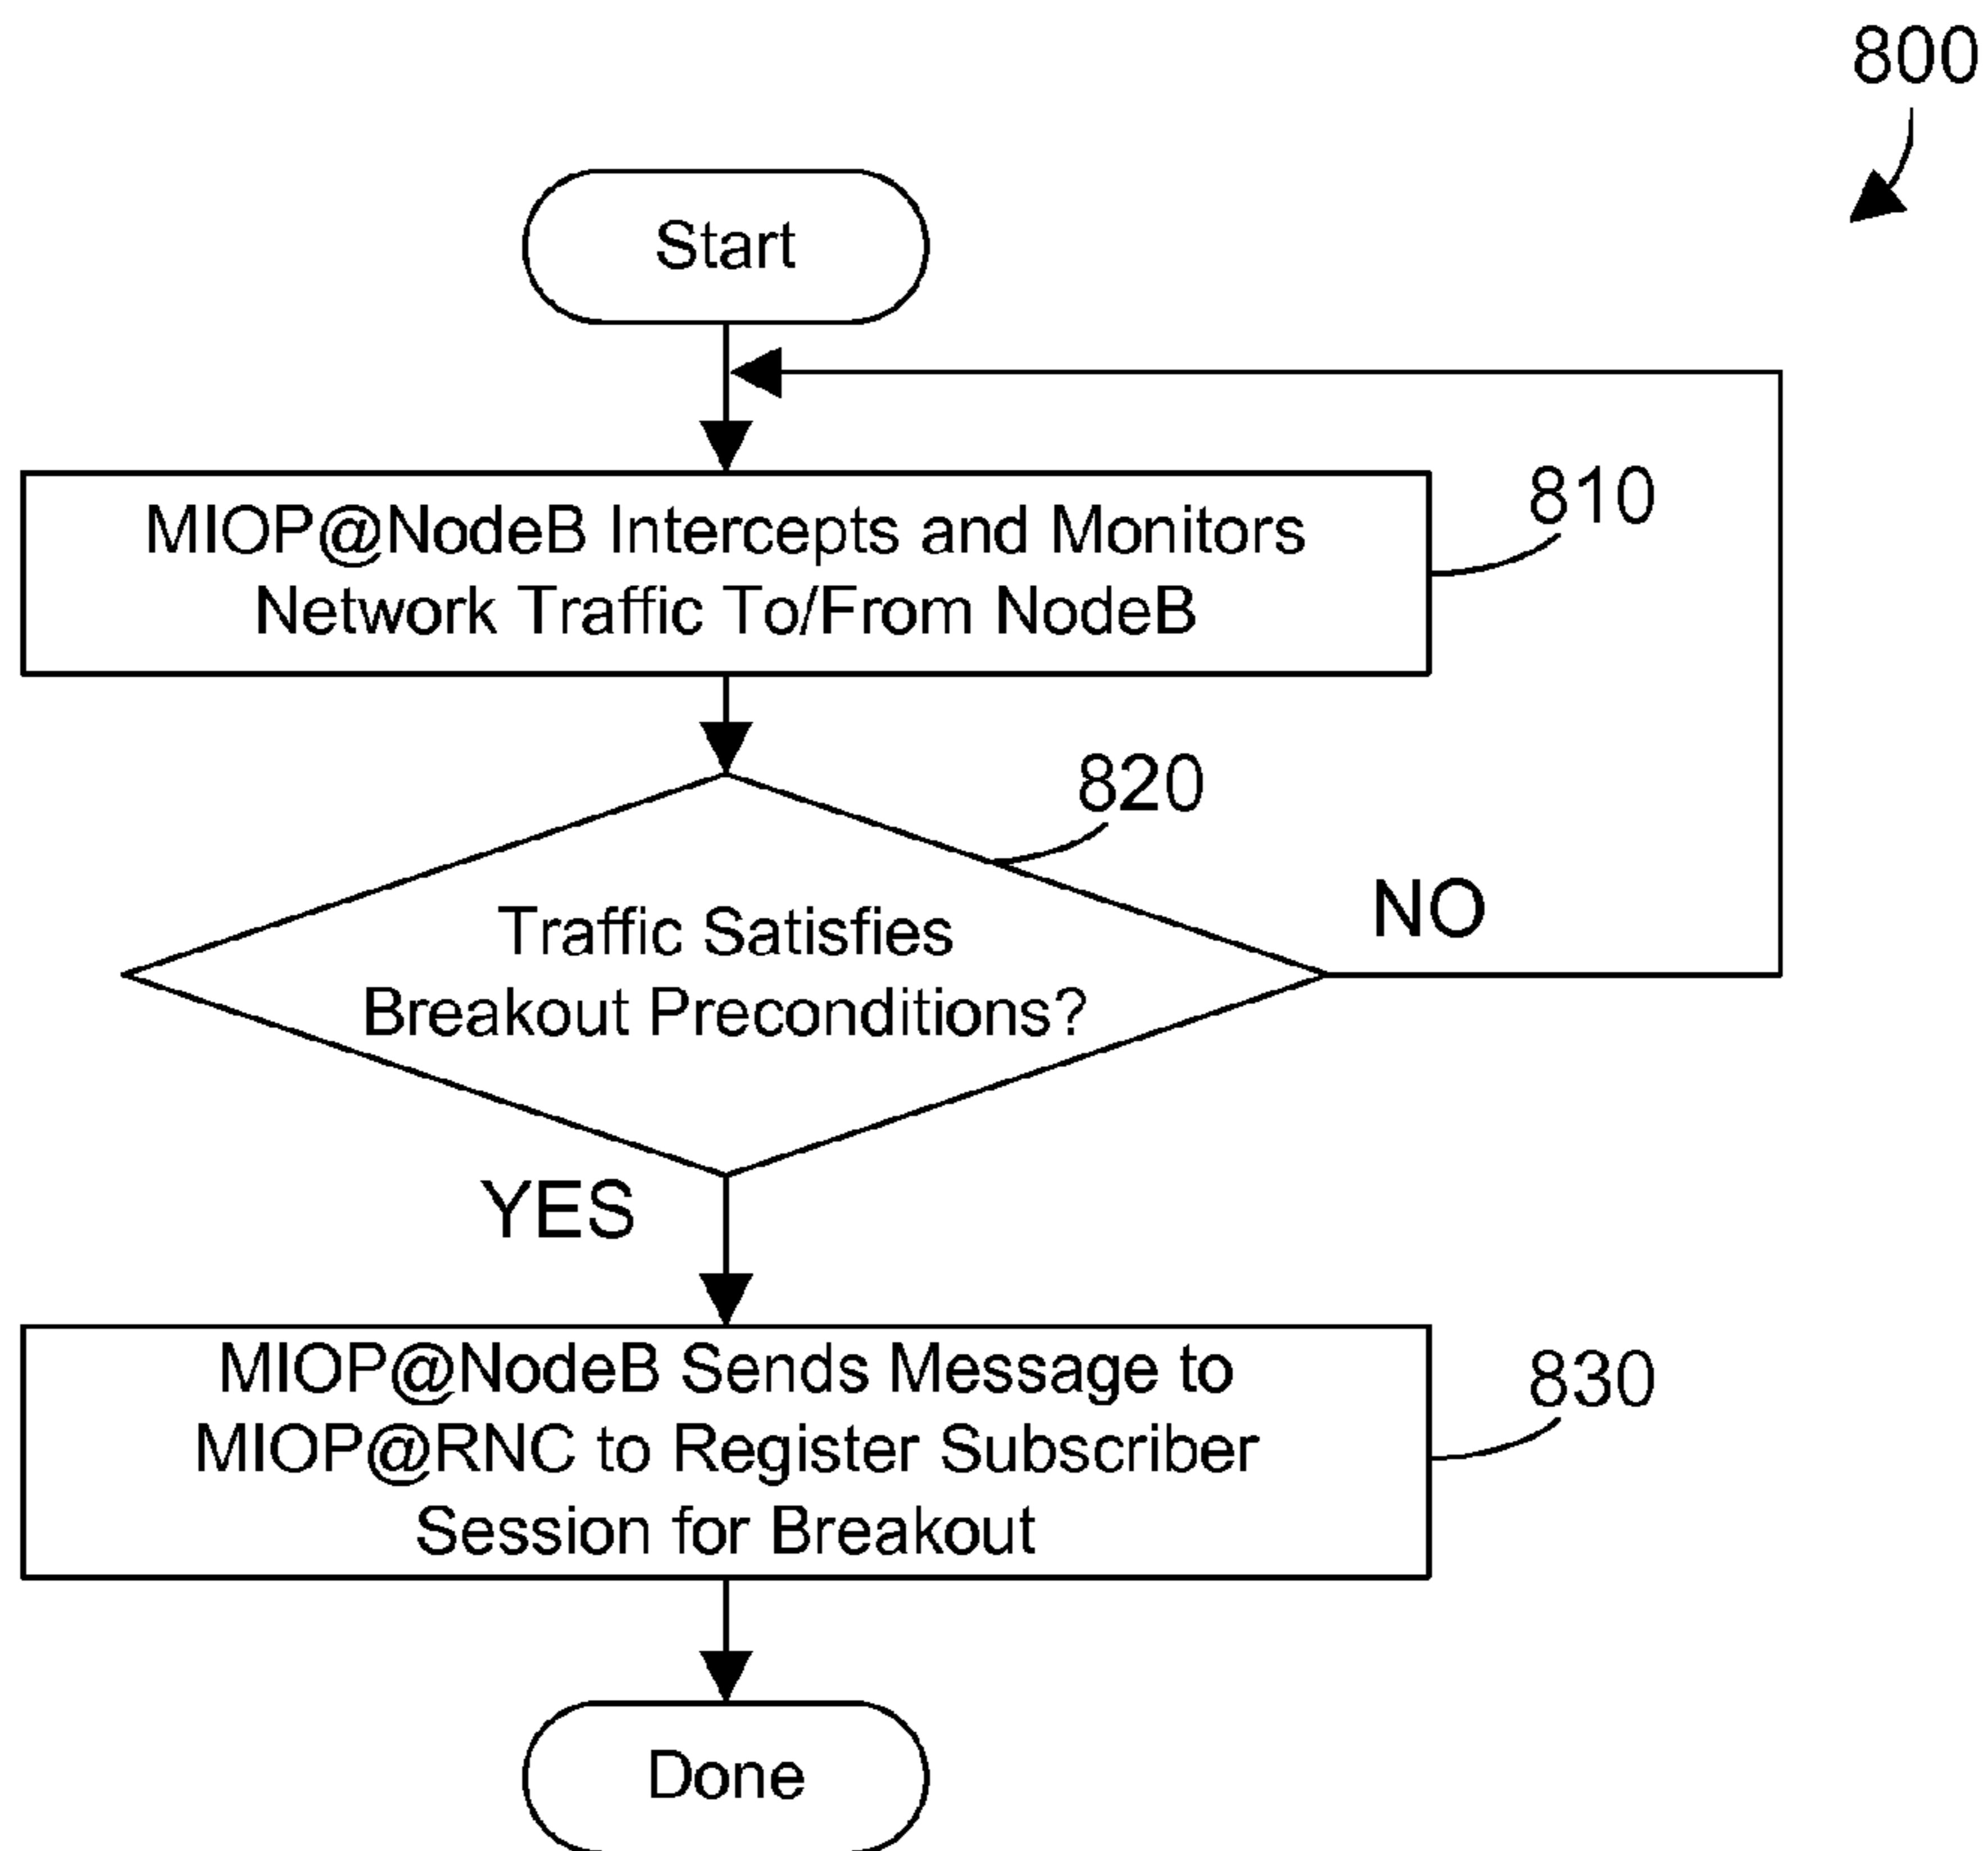 800
Start
MIOP@NodeB Intercepts and Monitors
Network Traffic To/From NodeB
810
820
Traffic Satisfies
Breakout Preconditions?
NO
YES
MIOP@NodeB Sends Message to
MIOP@RNC to Register Subscriber
Session for Breakout
830
Done